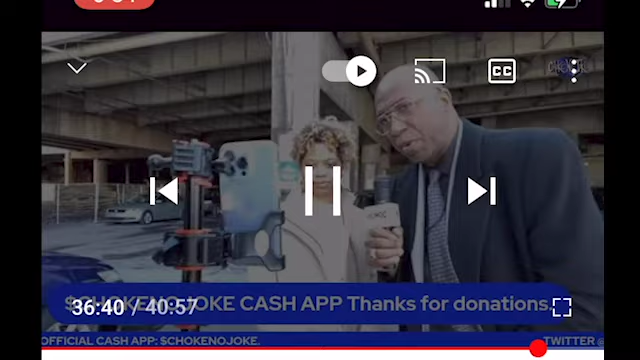 CC
$CHOKENOJOKE CASH APP Thanks for donations.
36:40 / 40:57
OFFICIAL CASH APP: $CHOKENOJOKE.
TWITTER @